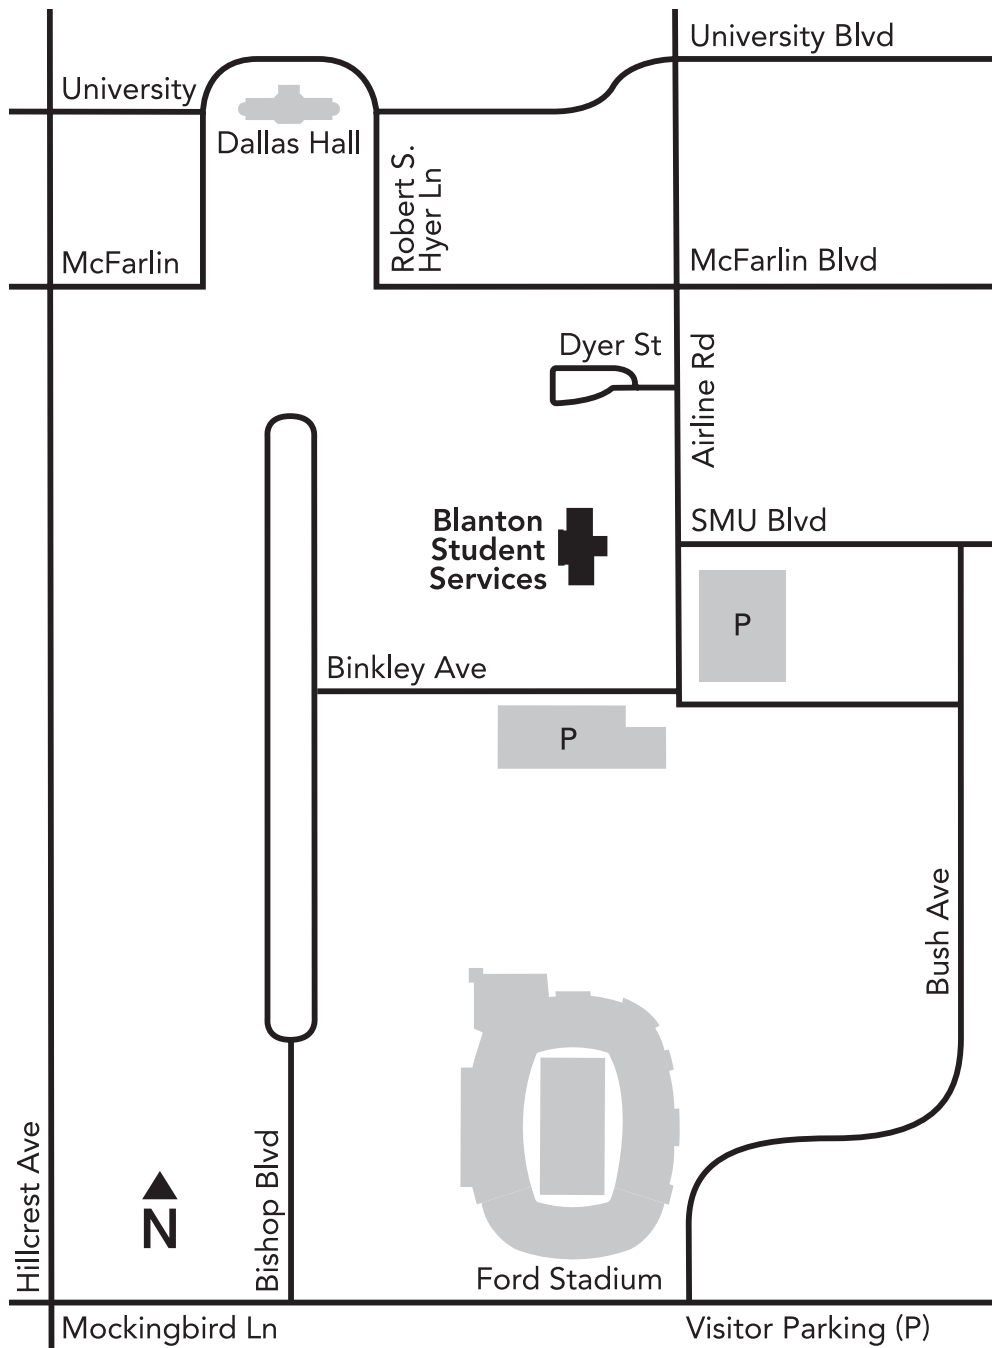 University Blvd
University
Dallas Hall
Robert S.
Hyer Ln
McFarlin
McFarlin Blvd
Dyer St
Airline Rd
Blanton
Student
Services
SMU Blvd
P
Binkley Ave
P
Bush Ave
Hillcrest Ave
N
Bishop Blvd
Ford Stadium
Mockingbird Ln
Visitor Parking (P)